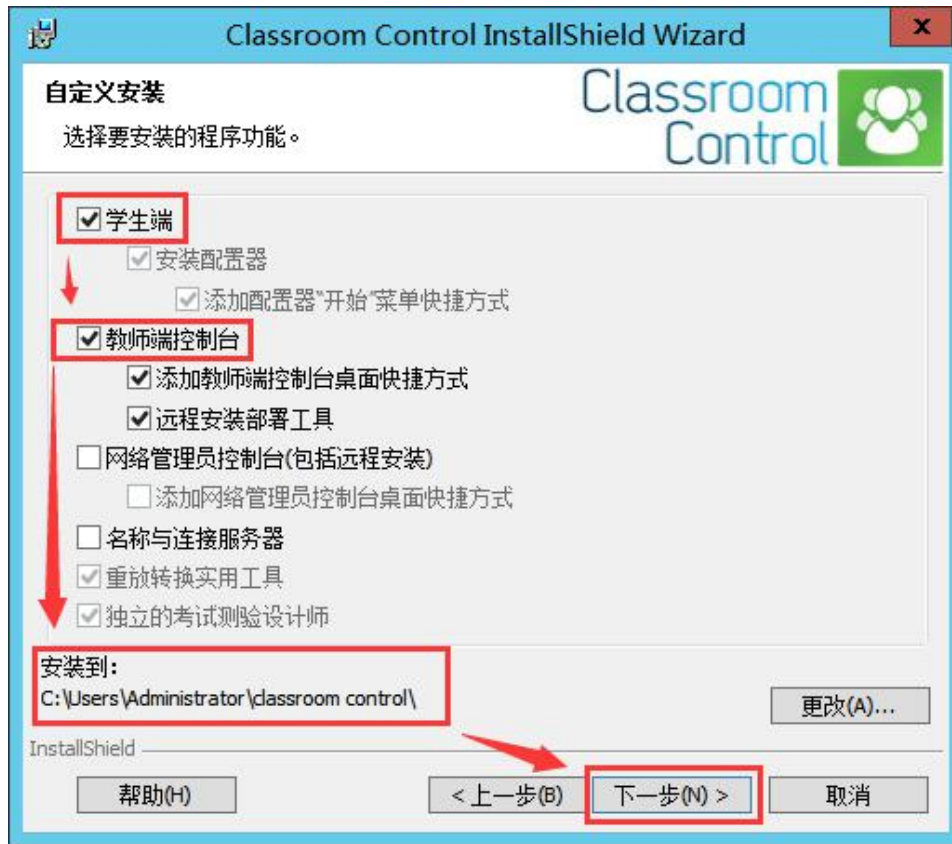 Classroom Control InstallShield Wizard
自定义安装
选择要安装的程序功能。
Classroom
Control
学生端
安装配置器
添加配置器"开始"菜单快捷方式
教师端控制台
添加教师端控制台桌面快捷方式
远程安装部署工具
网络管理员控制台(包括远程安装)
添加网络管理员控制台桌面快捷方式
名称与连接服务器
重放转换实用工具
独立的考试测验设计师
安装到:
C:\Users\Administrator\classroom control\
更改(A)...
InstallShield
帮助(H)
< 上一步(B)
下一步(N) >
取消